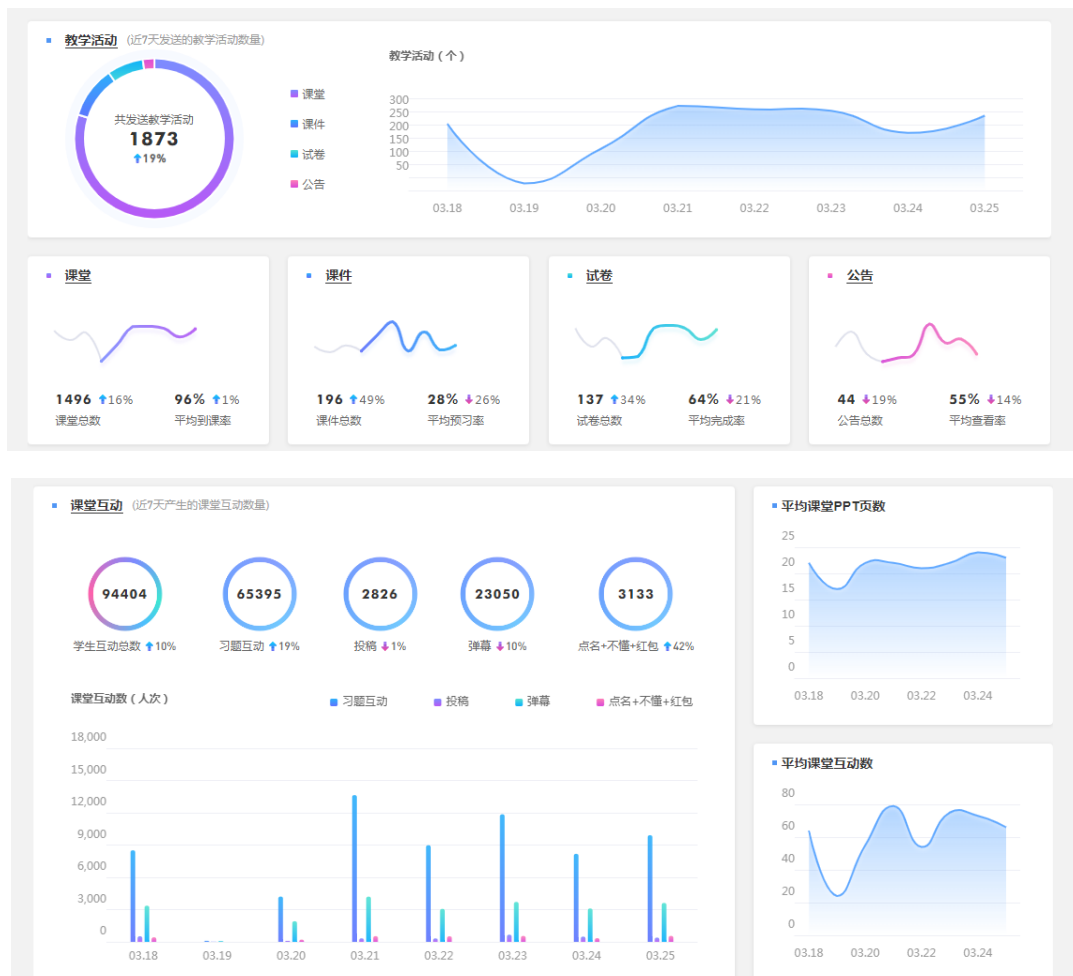 教学活动 (近7天发送的教学活动数量)
共发送教学活动
1873
19%
课堂
课件
试卷
公告
教学活动（个）
300
250
200
150
100
50
03.18 03.19 03.20 03.21 03.22 03.23 03.24 03.25
课堂
1496 16% 96% 1%
课堂总数 平均到课率
课件
196 49% 28% 26%
课件总数 平均预习率
试卷
137 34% 64% 21%
试卷总数 平均完成率
公告
44 19% 55% 14%
公告总数 平均查看率
课堂互动 (近7天产生的课堂互动数量)
94404 65395 2826 23050 3133
学生互动总数 10% 习题互动 19% 投稿 1% 弹幕 10% 点名+不懂+红包 42%
课堂互动数（人次） 习题互动 投稿 弹幕 点名+不懂+红包
18,000
15,000
12,000
9,000
6,000
3,000
0
03.18 03.19 03.20 03.21 03.22 03.23 03.24 03.25
平均课堂PPT页数
25
20
15
10
5
0
03.18 03.20 03.22 03.24
平均课堂互动数
80
60
40
20
0
03.18 03.20 03.22 03.24